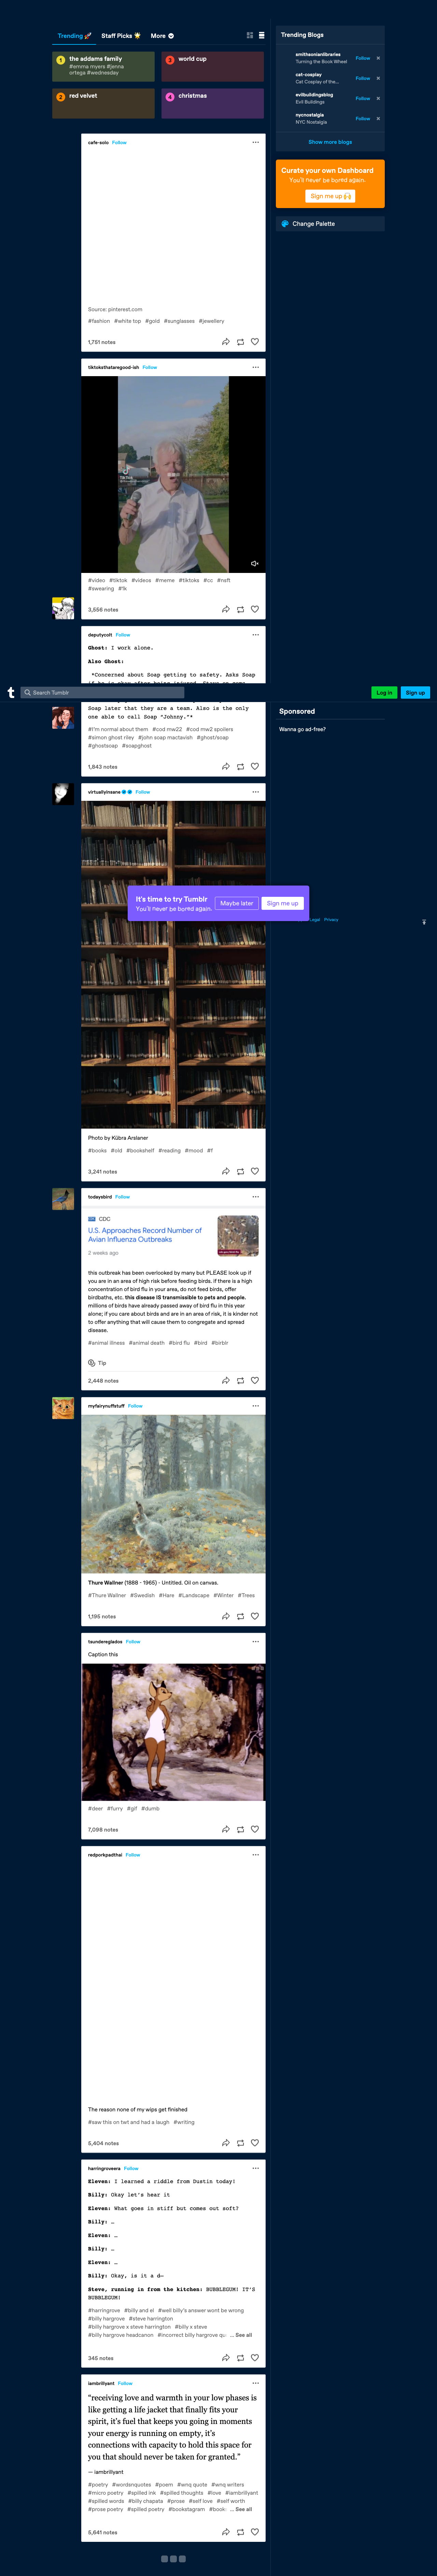 Trending 🚀
Staff Picks 🌟
More
1 the addams family
#emma myers #jenna
ortega #wednesday
3 world cup
2 red velvet
4 christmas
Trending Blogs
smithsonianlibraries
Turning the Book Wheel
Follow
cat-cosplay
Cat Cosplay of the...
Follow
evilbuildingsblog
Evil Buildings
Follow
nycnostalgia
NYC Nostalgia
Follow
Show more blogs
Curate your own Dashboard
You'll never be bored again.
Sign me up 🙌
Change Palette
cafe-solo Follow
Source: pinterest.com
#fashion #white top #gold #sunglasses #jewellery
1,751 notes
tiktoksthataregood-ish Follow
#video #tiktok #videos #meme #tiktoks #cc #nsft
#swearing #1k
3,556 notes
deputycolt Follow
Ghost: I work alone.
Also Ghost:
t Search Tumblr
Log in
Sign up
Soap later that they are a team. Also is the only
one able to call Soap "Johnny."*
#I'm normal about them #cod mw22 #cod mw2 spoilers
#simon ghost riley #john soap mactavish #ghost/soap
#ghostsoap #soapghost
1,843 notes
Sponsored
Wanna go ad-free?
virtuallyinsane Follow
It's time to try Tumblr
You'll never be bored again.
Maybe later
Sign me up
Legal Privacy
Photo by Kübra Arslaner
#books #old #bookshelf #reading #mood #f
3,241 notes
todaysbird Follow
CDC
U.S. Approaches Record Number of
Avian Influenza Outbreaks
2 weeks ago
this outbreak has been overlooked by many but PLEASE look up if
you are in an area of high risk before feeding birds. if there is a high
concentration of bird flu in your area, do not feed birds, offer
birdbaths, etc. this disease IS transmissible to pets and people.
millions of birds have already passed away of bird flu in this year
alone; if you care about birds and are in an area of risk, it is kinder not
to offer anything that will cause them to congregate and spread
disease.
#animal illness #animal death #bird flu #bird #birblr
Tip
2,448 notes
myfairynuffstuff Follow
Thure Wallner (1888 - 1965) - Untitled. Oil on canvas.
#Thure Wallner #Swedish #Hare #Landscape #Winter #Trees
1,195 notes
tsundereglados Follow
Caption this
#deer #furry #gif #dumb
7,098 notes
redporkpadthai Follow
The reason none of my wips get finished
#saw this on twt and had a laugh #writing
5,404 notes
harringroveera Follow
Eleven: I learned a riddle from Dustin today!
Billy: Okay let's hear it
Eleven: What goes in stiff but comes out soft?
Billy: …
Eleven: …
Billy: …
Eleven: …
Billy: Okay, is it a d—
Steve, running in from the kitchen: BUBBLEGUM! IT'S
BUBBLEGUM!
#harringrove #billy and el #well billy's answer wont be wrong
#billy hargrove #steve harrington
#billy hargrove x steve harrington #billy x steve
#billy hargrove headcanon #incorrect billy hargrove qu ... See all
345 notes
iambrillyant Follow
“receiving love and warmth in your low phases is
like getting a life jacket that finally fits your
spirit, it’s fuel that keeps you going in moments
your energy is running on empty, it’s
connections with capacity to hold this space for
you that should never be taken for granted.”
— iambrillyant
#poetry #wordsnquotes #poem #wnq quote #wnq writers
#micro poetry #spilled ink #spilled thoughts #love #iambrillyant
#spilled words #billy chapata #prose #self love #self worth
#prose poetry #spilled poetry #bookstagram #book ... See all
5,641 notes